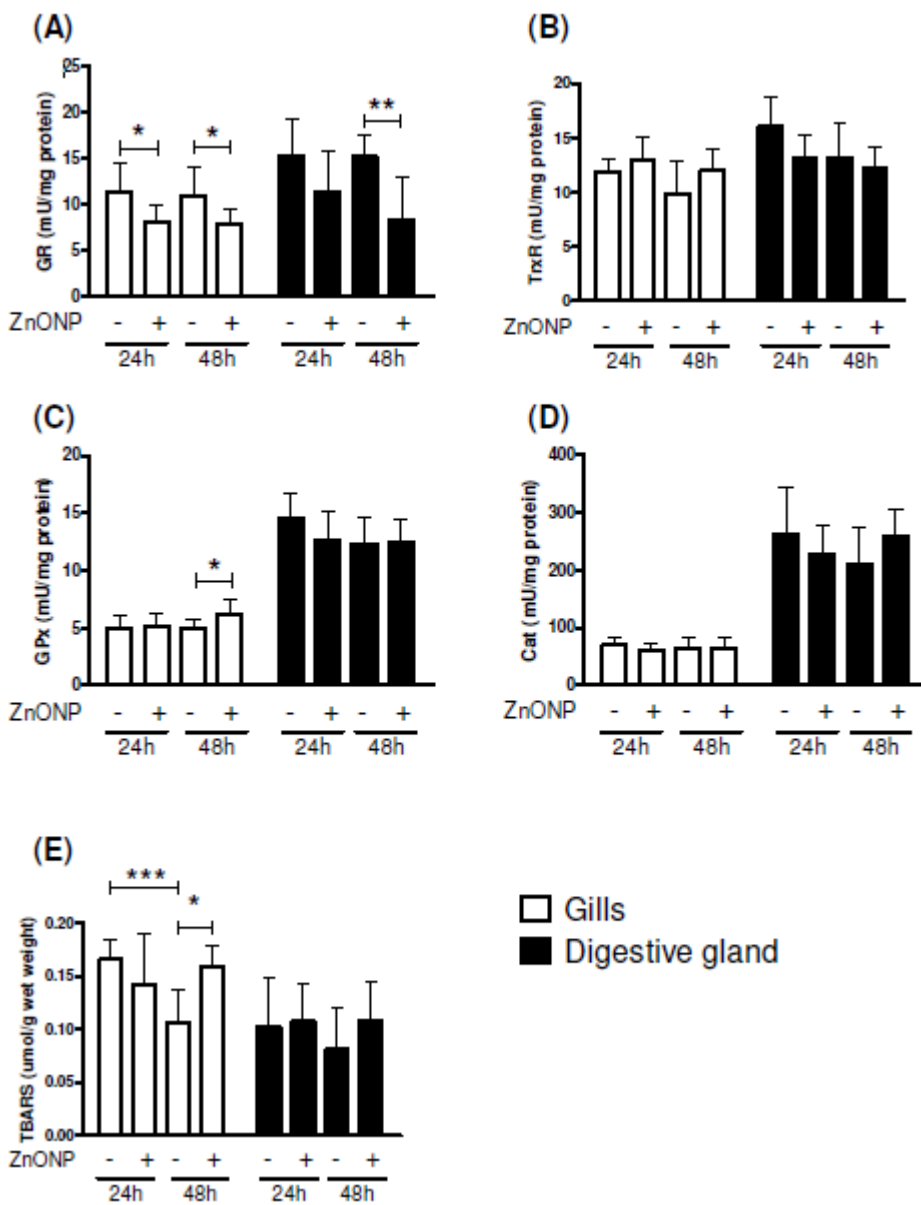 (A)
GR (mU/mg protein)
25
20
15
10
5
0
* * **
ZnONP - + - + - + - +
24h 48h 24h 48h
(B)
TrxR (mU/mg protein)
20
15
10
5
0
ZnONP - + - + - + - +
24h 48h 24h 48h
(C)
GPx (mU/mg protein)
20
15
10
5
0
*
ZnONP - + - + - + - +
24h 48h 24h 48h
(D)
Cat ( mU/mg protein)
400
300
200
100
0
ZnONP - + - + - + - +
24h 48h 24h 48h
(E)
TBARS (umol/g wet weight)
0.20
0.15
0.10
0.05
0.00
***
*
ZnONP - + - + - + - +
24h 48h 24h 48h
Gills
Digestive gland